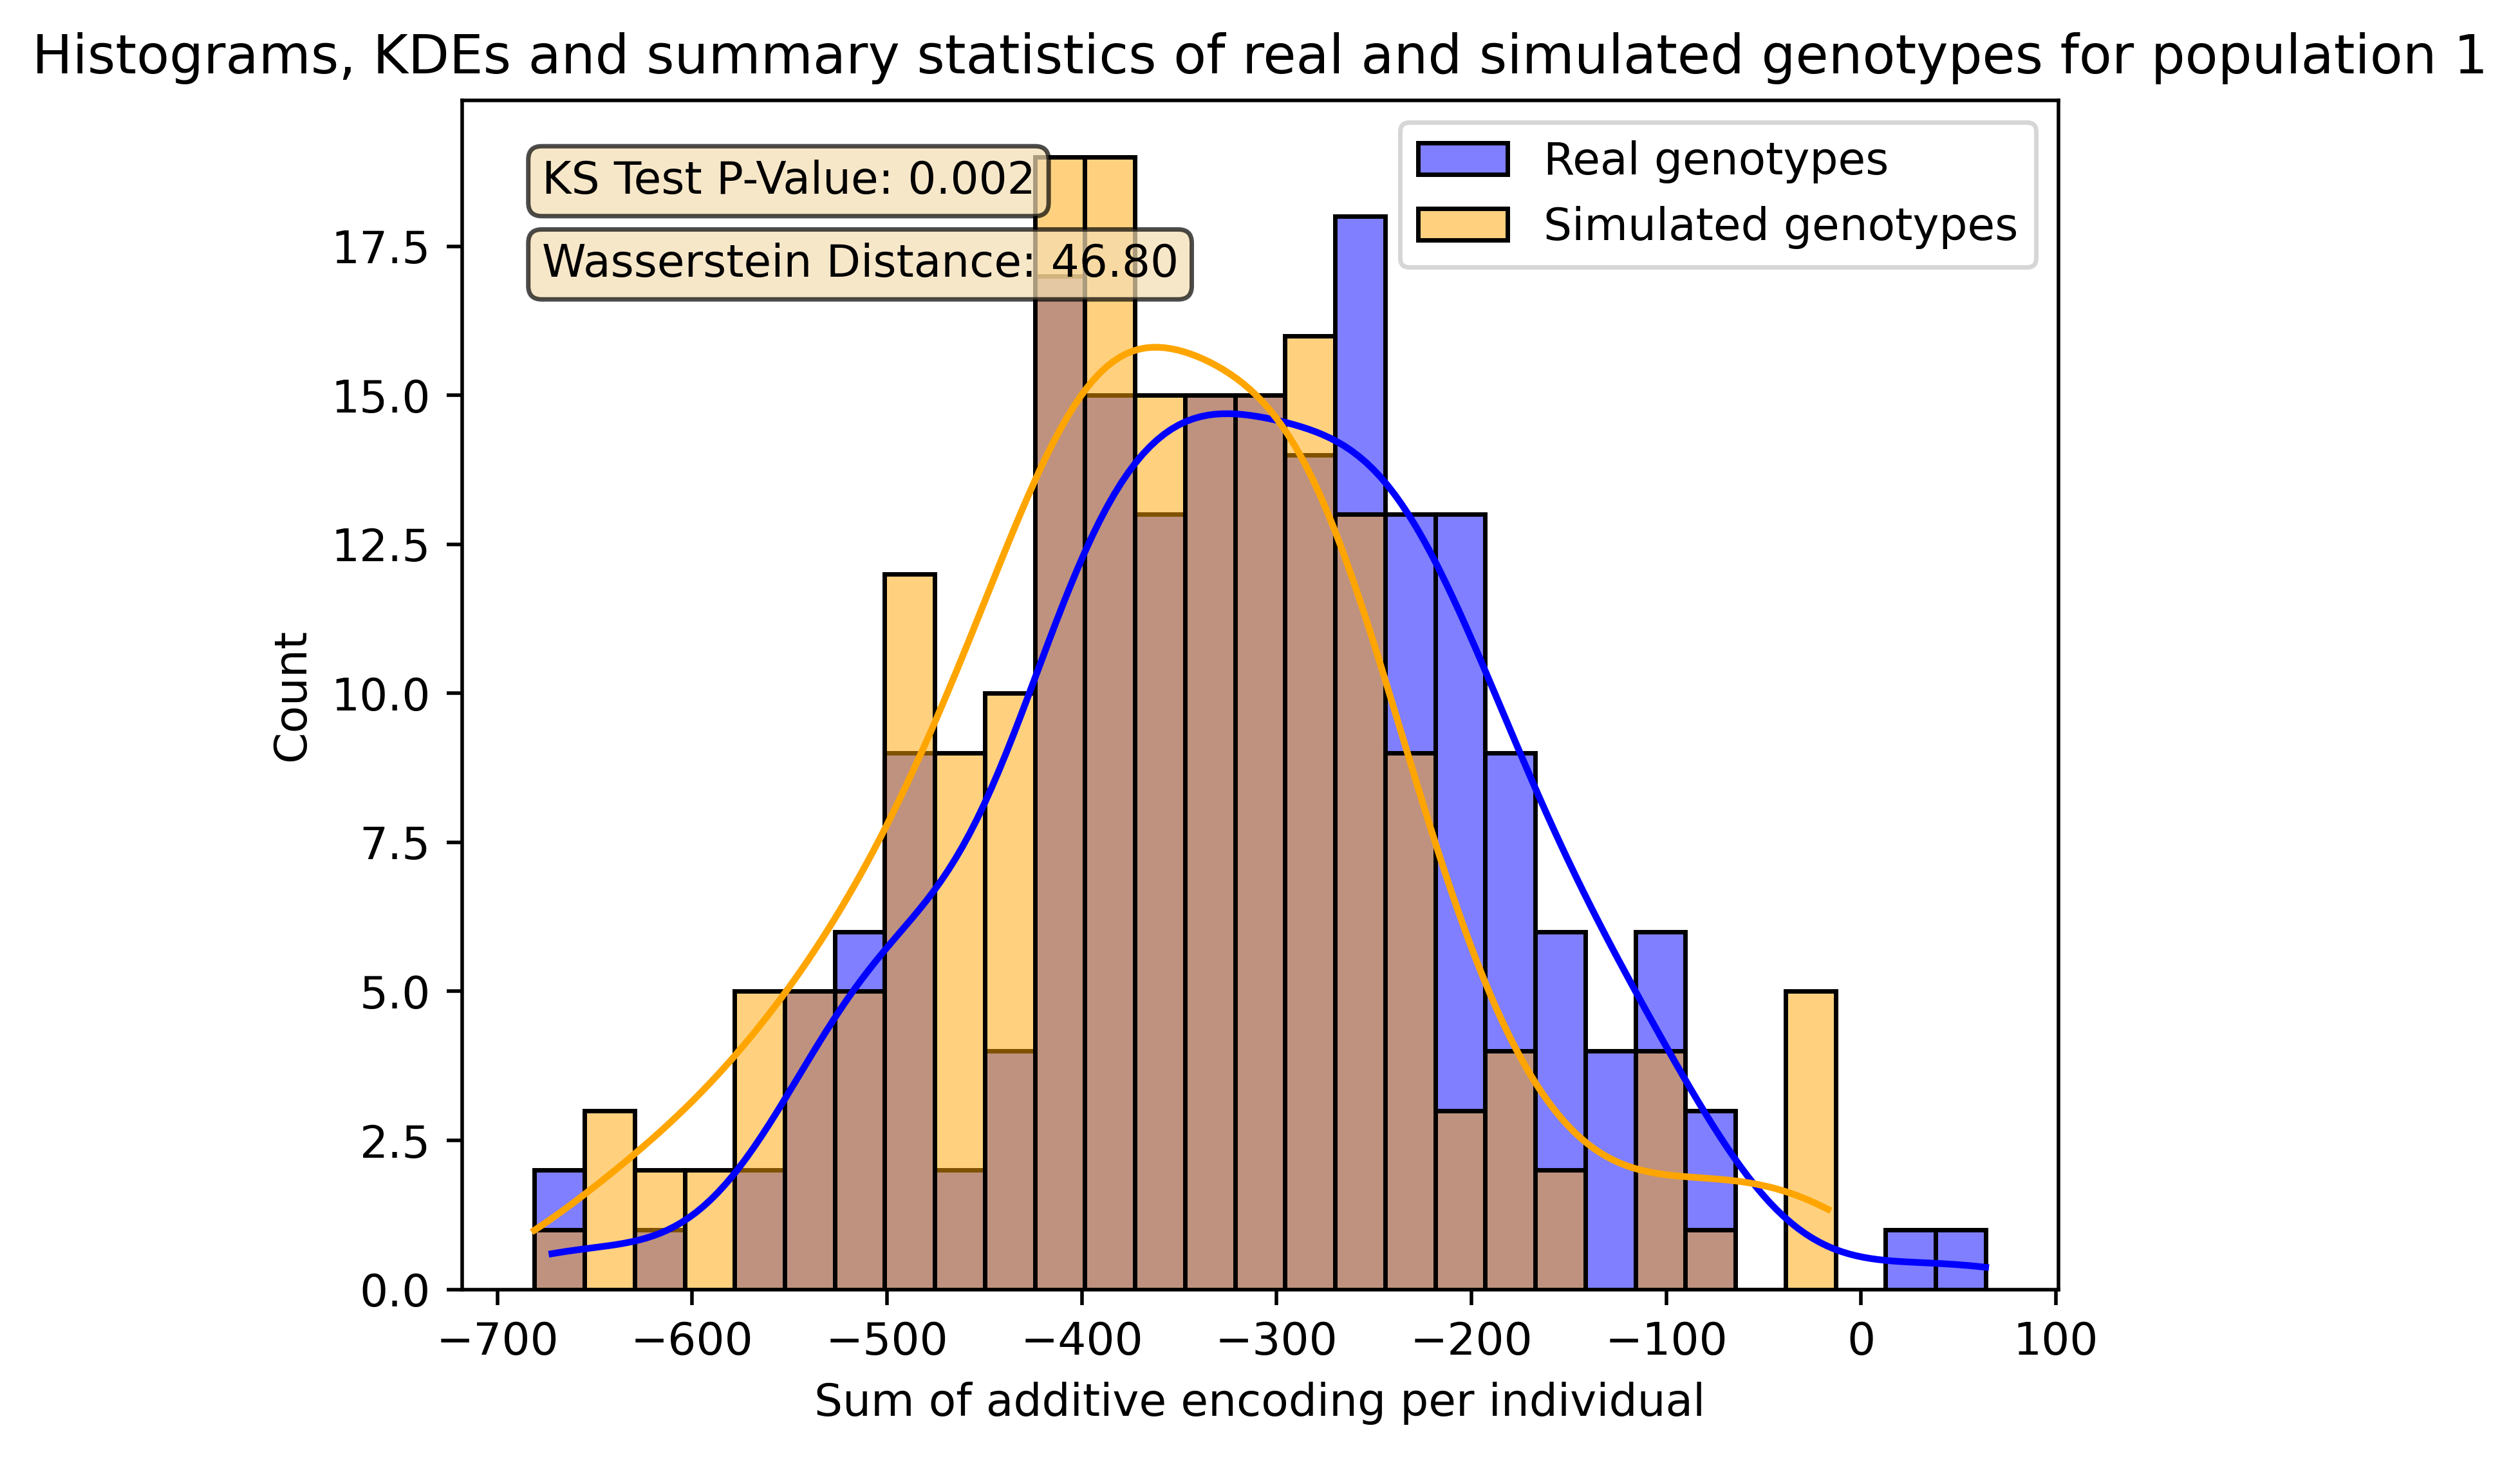 Histograms, KDEs and summary statistics of real and simulated genotypes for population 1
KS Test P-Value: 0.002
Wasserstein Distance: 46.80
Real genotypes
Simulated genotypes
17.5
15.0
12.5
10.0
7.5
5.0
2.5
0.0
Count
−700 −600 −500 −400 −300 −200 −100 0 100
Sum of additive encoding per individual